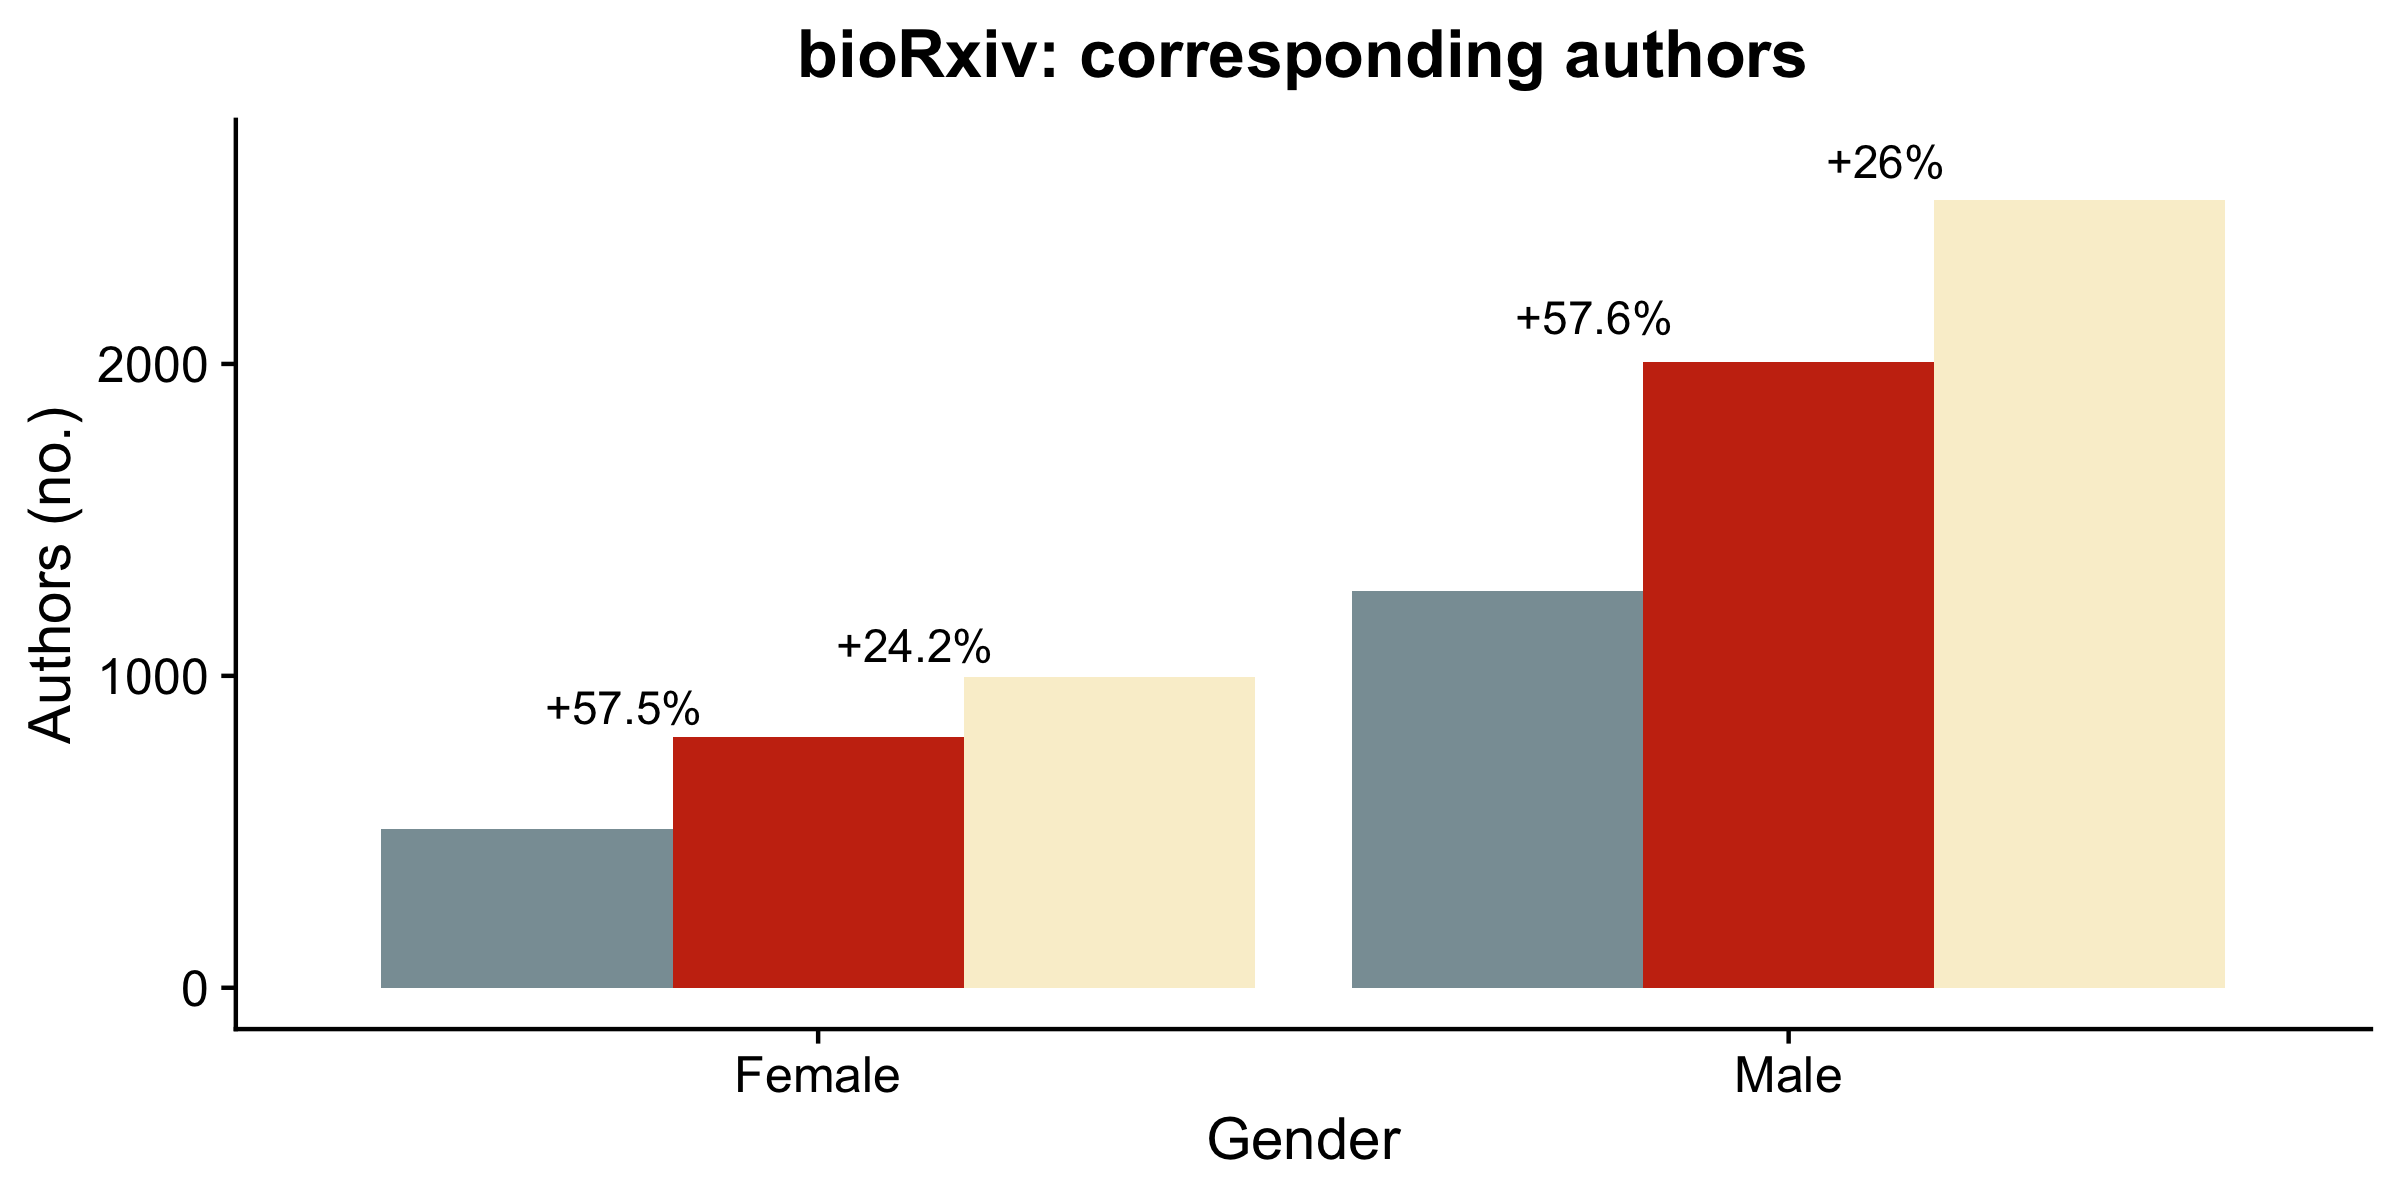 bioRxiv: corresponding authors
+26%
+57.6%
2000
+24.2%
1000
+57.5%
0
Authors (no.)
Female
Male
Gender